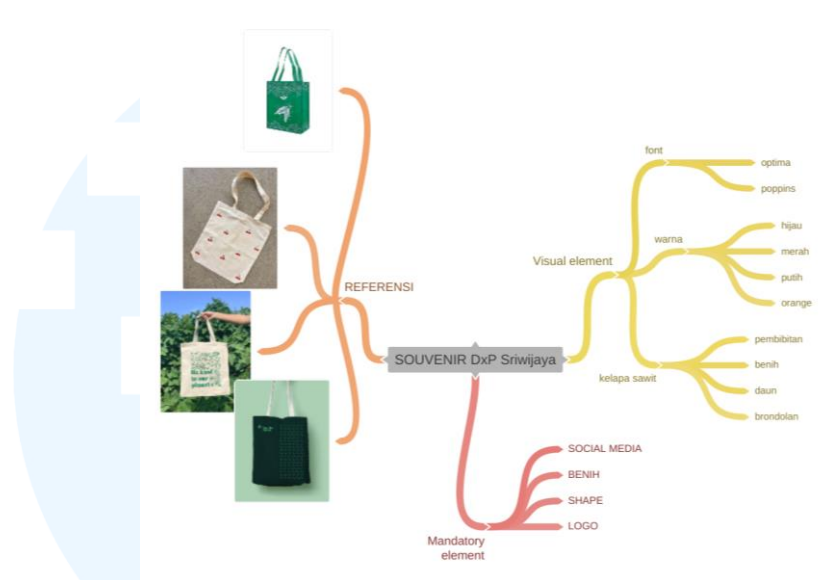 font
optima
poppins
warna
hijau
merah
putih
orange
Visual element
kelapa sawit
pembibitan
benih
daun
brondolan
REFERENSI
SOUVENIR DxP Sriwijaya
SOCIAL MEDIA
BENIH
SHAPE
LOGO
Mandatory
element